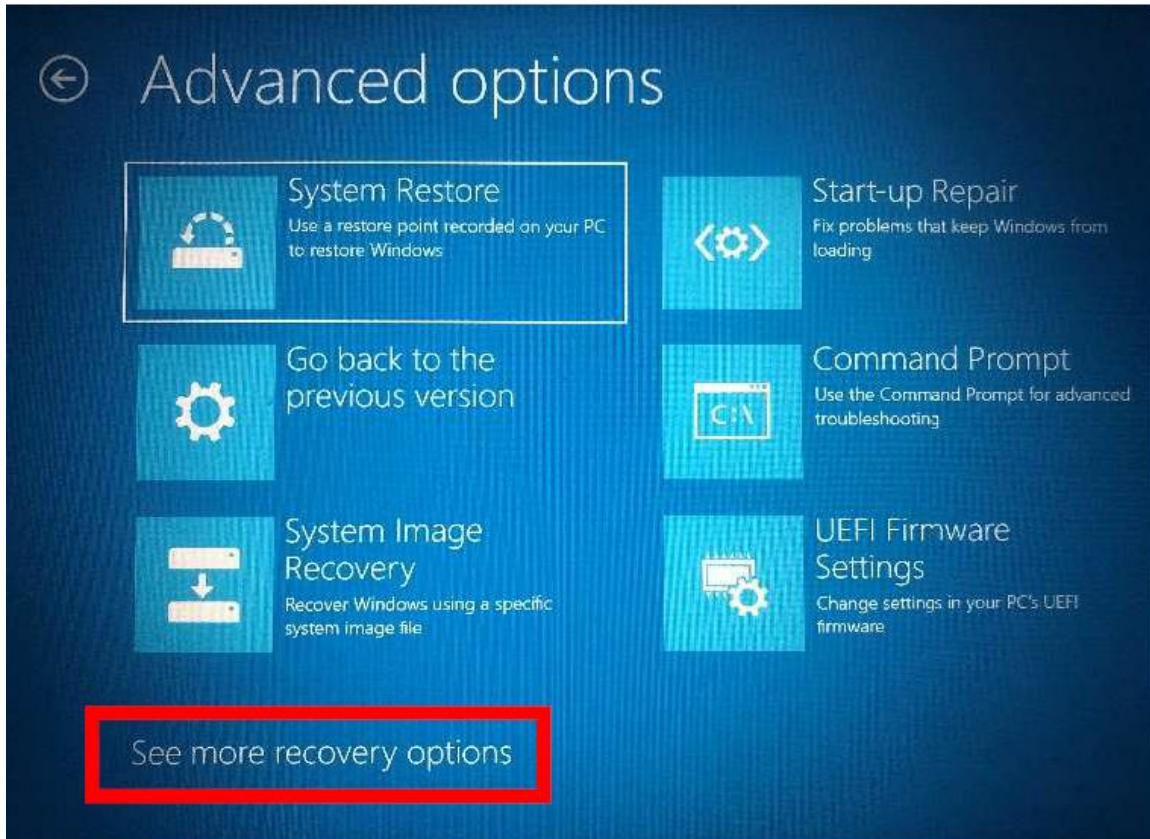 Advanced options
System Restore
Use a restore point recorded on your PC
to restore Windows
Start-up Repair
Fix problems that keep Windows from
loading
Go back to the
previous version
Command Prompt
Use the Command Prompt for advanced
troubleshooting
C:\
System Image
Recovery
Recover Windows using a specific
system image file
UEFI Firmware
Settings
Change settings in your PC's UEFI
firmware
See more recovery options